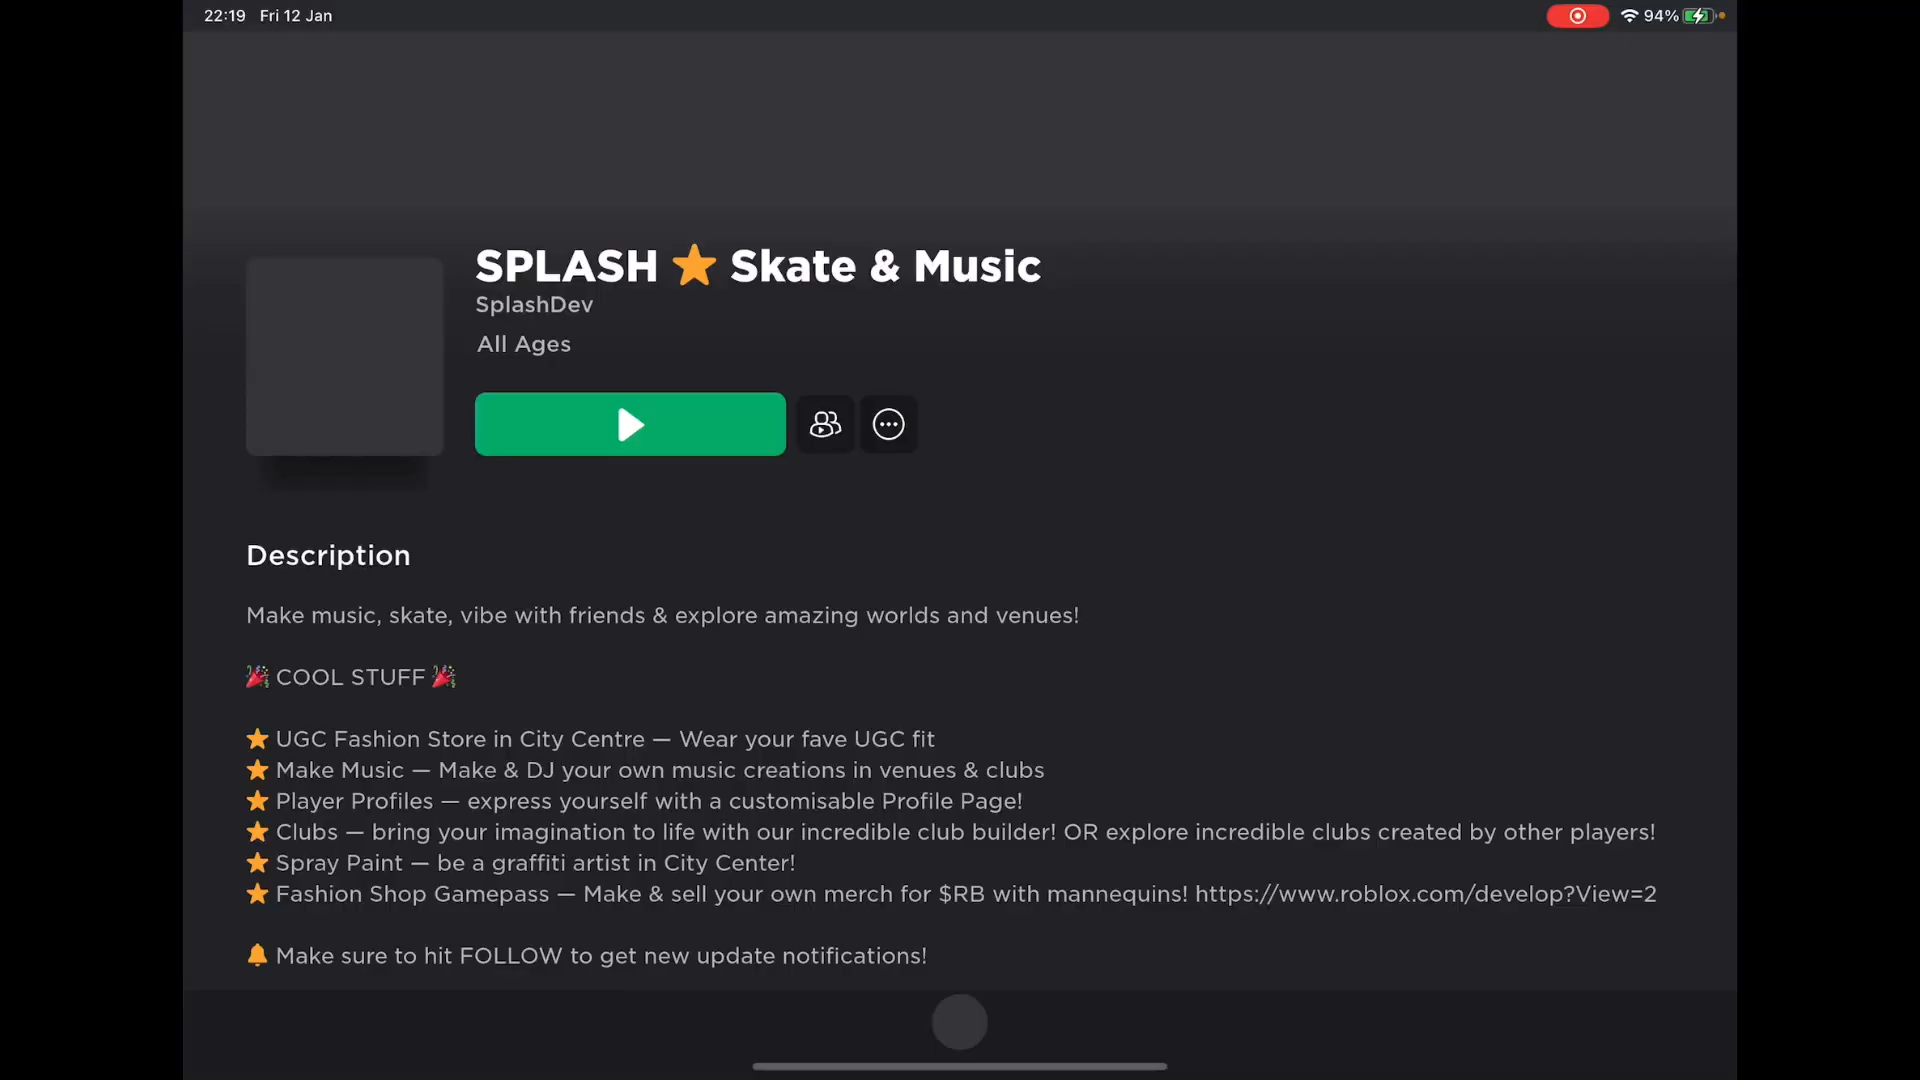 22:19 Fri 12 Jan 94%
SPLASH ⭐ Skate & Music
SplashDev
All Ages
Description
Make music, skate, vibe with friends & explore amazing worlds and venues!
🎉 COOL STUFF 🎉
⭐ UGC Fashion Store in City Centre — Wear your fave UGC fit
⭐ Make Music — Make & DJ your own music creations in venues & clubs
⭐ Player Profiles — express yourself with a customisable Profile Page!
⭐ Clubs — bring your imagination to life with our incredible club builder! OR explore incredible clubs created by other players!
⭐ Spray Paint — be a graffiti artist in City Center!
⭐ Fashion Shop Gamepass — Make & sell your own merch for $RB with mannequins! https://www.roblox.com/develop?View=2
🔔 Make sure to hit FOLLOW to get new update notifications!